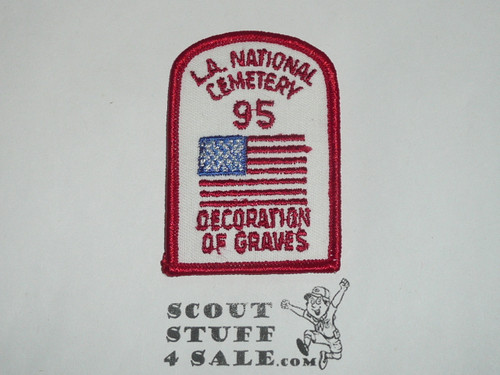 L.A. NATIONAL
CEMETERY
95
DECORATION
OF GRAVES
SCOUT
STUFF
4 SALE.COM